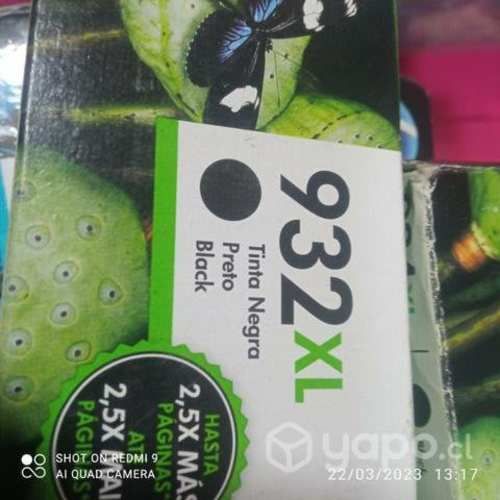 932XL
Tinta Negra
Preto
Black
HASTA
2,5X MÁS
PÁGINAS*
2,5X
SHOT ON REDMI 9
AI QUAD CAMERA
yapo.cl
22/03/2023 13:17